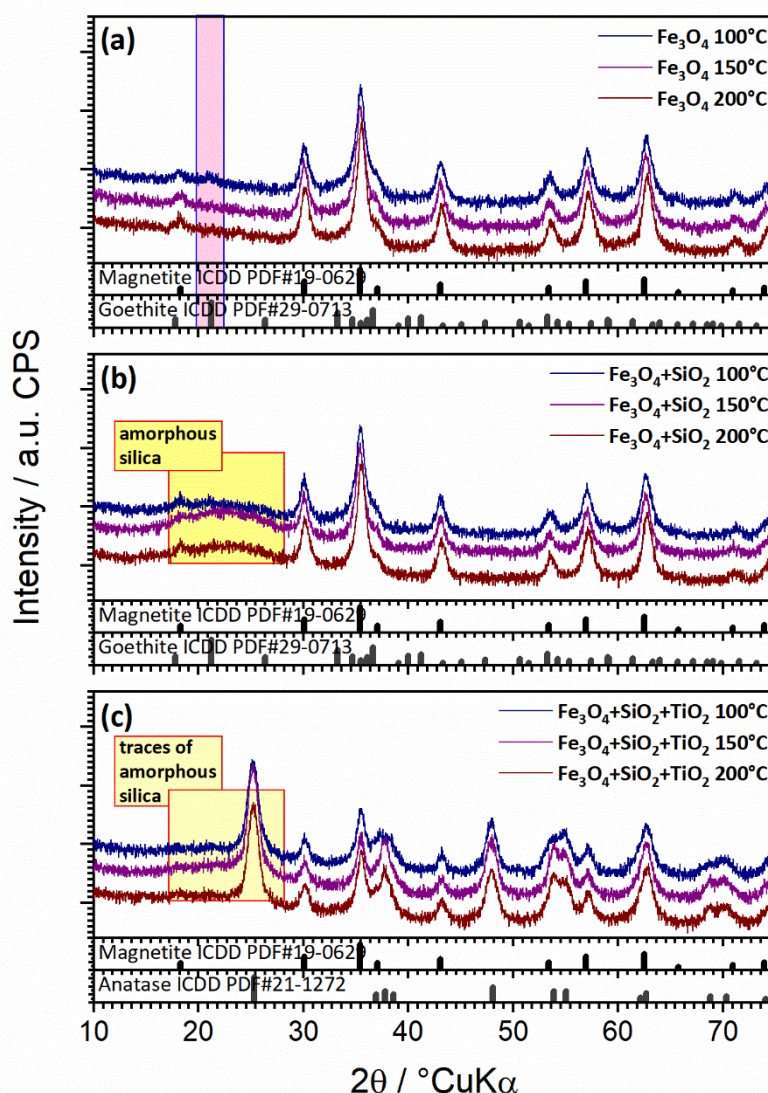 (a)
Fe₃O₄ 100°C
Fe₃O₄ 150°C
Fe₃O₄ 200°C
Magnetite ICDD PDF#19-0629
Goethite ICDD PDF#29-0713
(b)
Fe₃O₄+SiO₂ 100°C
Fe₃O₄+SiO₂ 150°C
Fe₃O₄+SiO₂ 200°C
amorphous
silica
Magnetite ICDD PDF#19-0629
Goethite ICDD PDF#29-0713
(c)
Fe₃O₄+SiO₂+TiO₂ 100°C
Fe₃O₄+SiO₂+TiO₂ 150°C
Fe₃O₄+SiO₂+TiO₂ 200°C
traces of
amorphous
silica
Magnetite ICDD PDF#19-0629
Anatase ICDD PDF#21-1272
10 20 30 40 50 60 70
2θ / °CuKα
Intensity / a.u. CPS